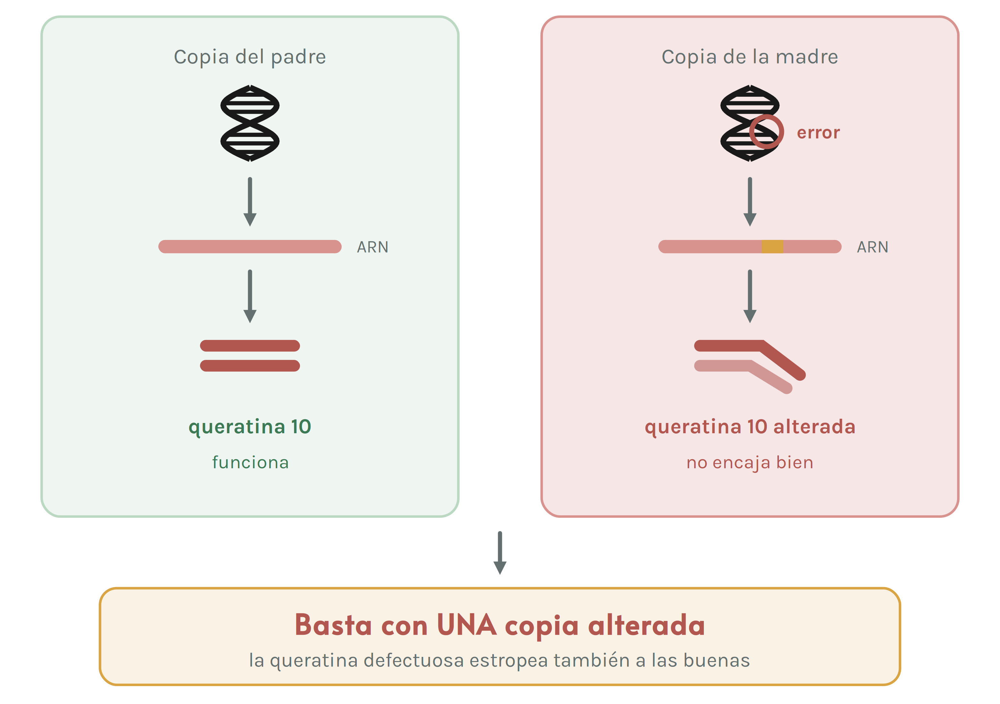 Copia del padre
ARN
queratina 10
funciona
Copia de la madre
error
ARN
queratina 10 alterada
no encaja bien
Basta con UNA copia alterada
la queratina defectuosa estropea también a las buenas